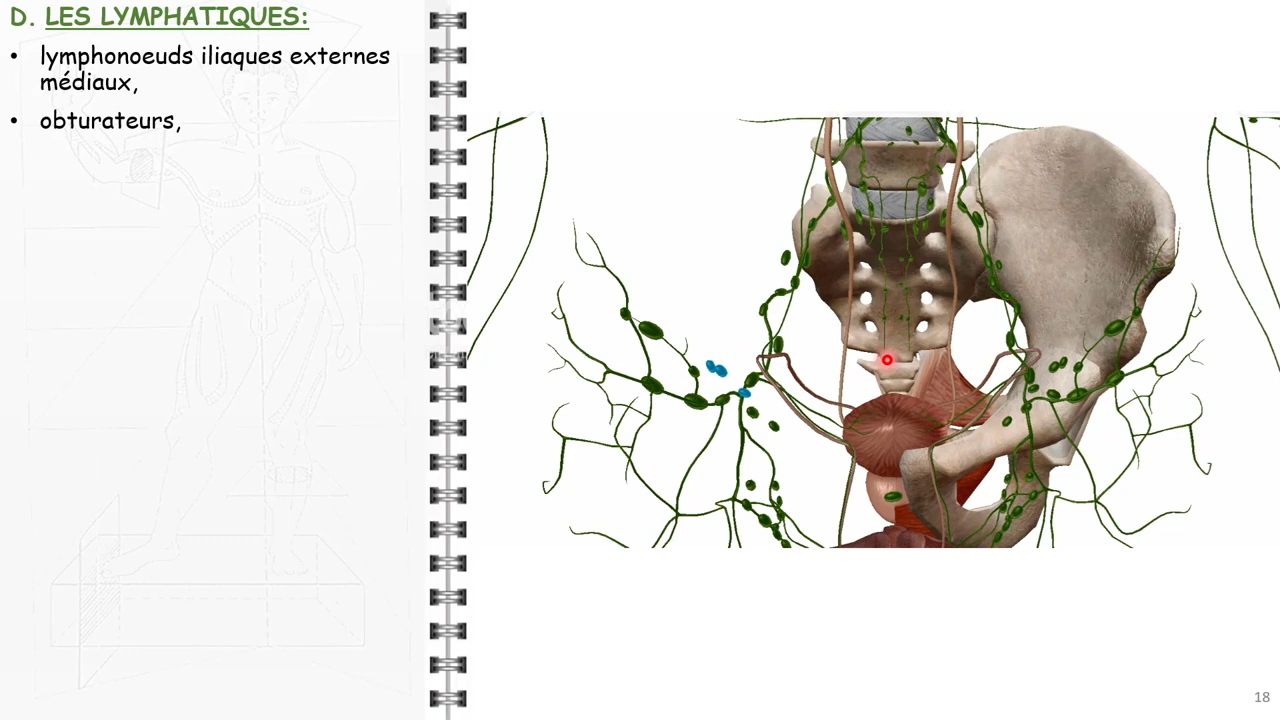 D. LES LYMPHATIQUES:
• lymphonoeuds iliaques externes
médiaux,
• obturateurs,
18